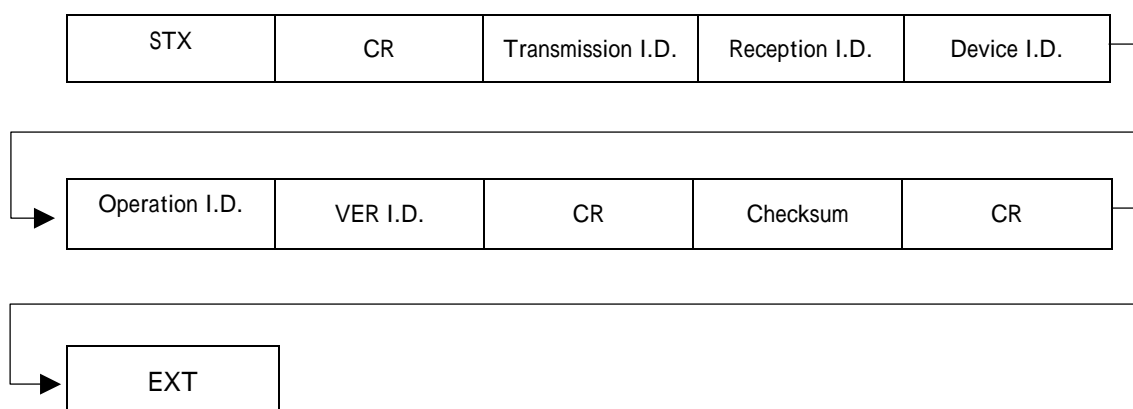 STX CR Transmission I.D. Reception I.D. Device I.D.
Operation I.D. VER I.D. CR Checksum CR
EXT